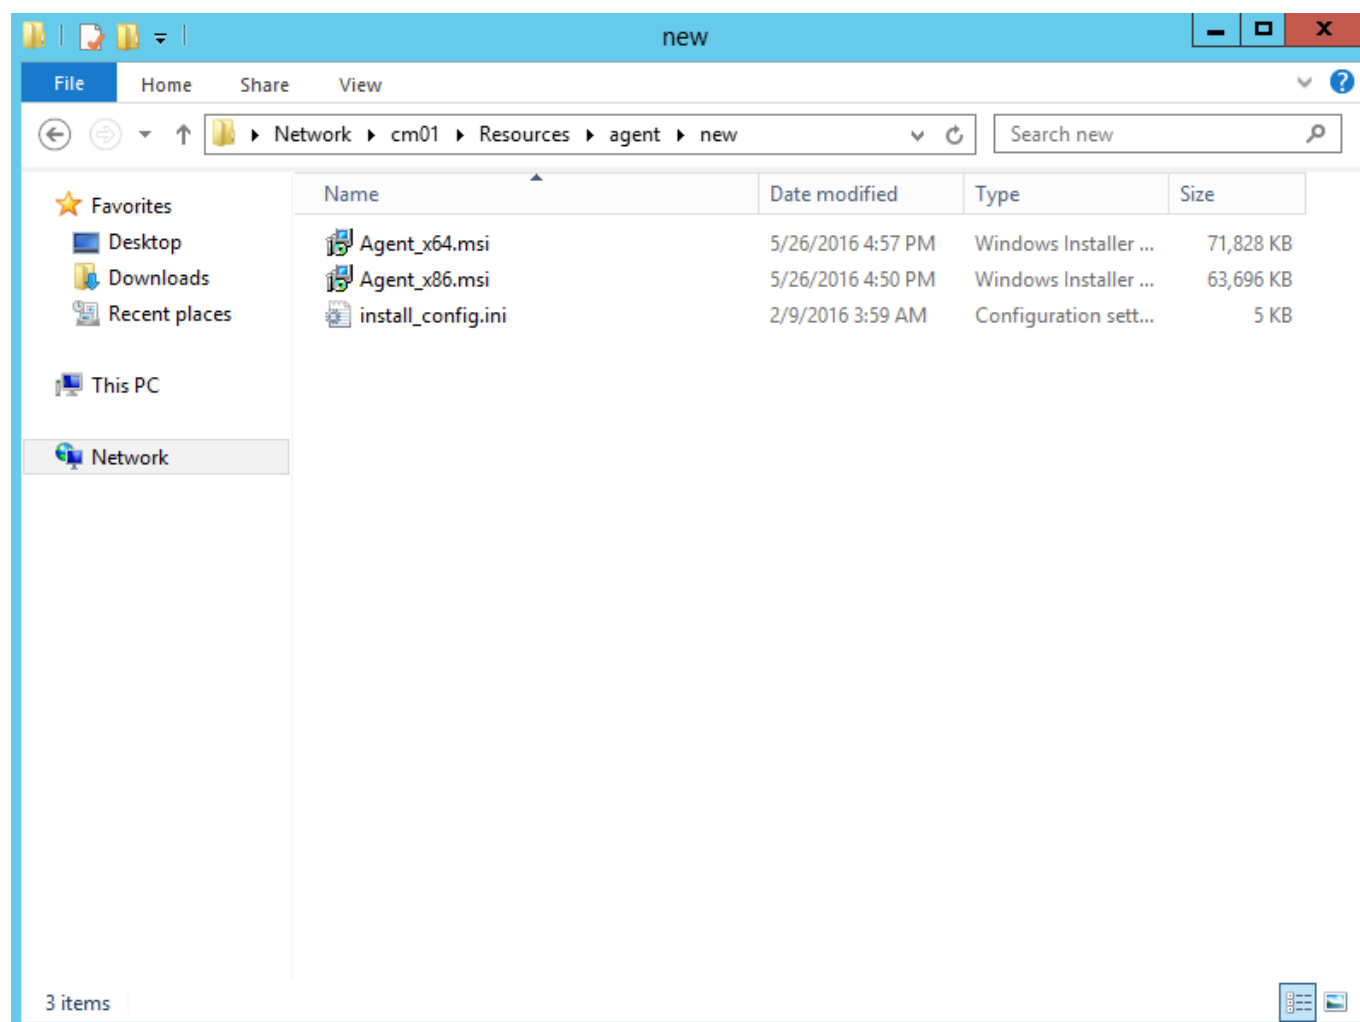 new
File Home Share View
Network cm01 Resources agent new Search new
Name Date modified Type Size
Favorites
Desktop
Downloads
Recent places
This PC
Network
Agent_x64.msi 5/26/2016 4:57 PM Windows Installer ... 71,828 KB
Agent_x86.msi 5/26/2016 4:50 PM Windows Installer ... 63,696 KB
install_config.ini 2/9/2016 3:59 AM Configuration sett... 5 KB
3 items